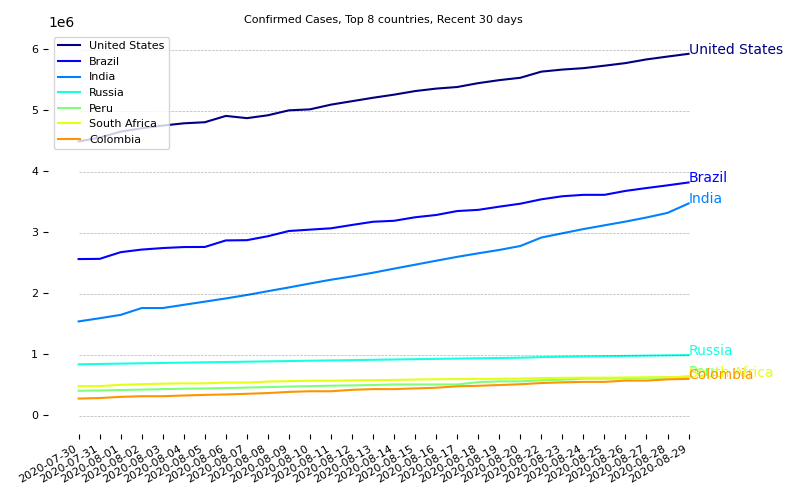 Confirmed Cases, Top 8 countries, Recent 30 days
1e6
United States
Brazil
India
Russia
Peru
South Africa
Colombia
6
5
4
3
2
1
0
United States
Brazil
India
Russia
South Africa
Colombia
2020-07-30
2020-07-31
2020-08-01
2020-08-02
2020-08-03
2020-08-04
2020-08-05
2020-08-06
2020-08-07
2020-08-08
2020-08-09
2020-08-10
2020-08-11
2020-08-12
2020-08-13
2020-08-14
2020-08-15
2020-08-16
2020-08-17
2020-08-18
2020-08-19
2020-08-20
2020-08-22
2020-08-23
2020-08-24
2020-08-25
2020-08-26
2020-08-27
2020-08-28
2020-08-29